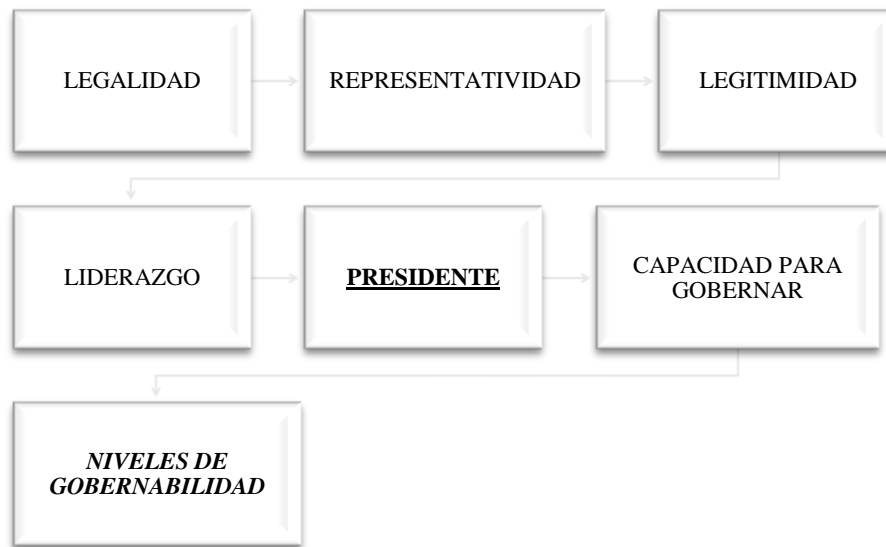 LEGALIDAD
REPRESENTATIVIDAD
LEGITIMIDAD
LIDERAZGO
PRESIDENTE
CAPACIDAD PARA
GOBERNAR
NIVELES DE
GOBERNABILIDAD